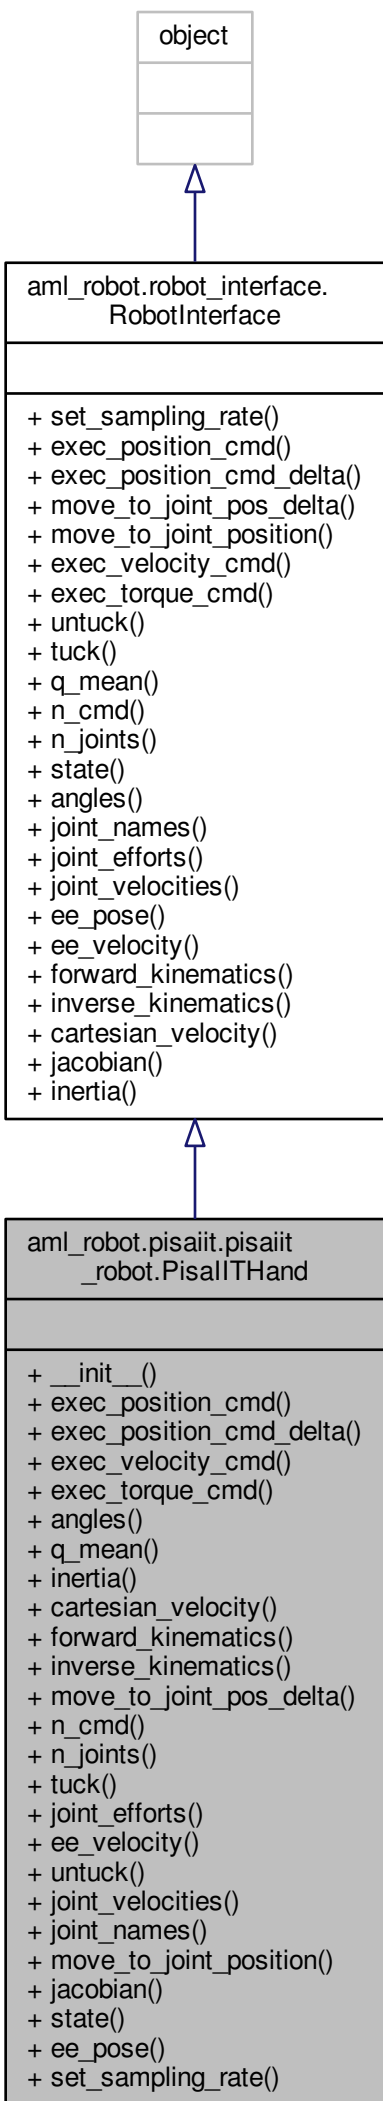 object
aml_robot.robot_interface.
RobotInterface
+ set_sampling_rate()
+ exec_position_cmd()
+ exec_position_cmd_delta()
+ move_to_joint_pos_delta()
+ move_to_joint_position()
+ exec_velocity_cmd()
+ exec_torque_cmd()
+ untuck()
+ tuck()
+ q_mean()
+ n_cmd()
+ n_joints()
+ state()
+ angles()
+ joint_names()
+ joint_efforts()
+ joint_velocities()
+ ee_pose()
+ ee_velocity()
+ forward_kinematics()
+ inverse_kinematics()
+ cartesian_velocity()
+ jacobian()
+ inertia()
aml_robot.pisaiit.pisaiit
_robot.PisaIITHand
+ __init__()
+ exec_position_cmd()
+ exec_position_cmd_delta()
+ exec_velocity_cmd()
+ exec_torque_cmd()
+ angles()
+ q_mean()
+ inertia()
+ cartesian_velocity()
+ forward_kinematics()
+ inverse_kinematics()
+ move_to_joint_pos_delta()
+ n_cmd()
+ n_joints()
+ tuck()
+ joint_efforts()
+ ee_velocity()
+ untuck()
+ joint_velocities()
+ joint_names()
+ move_to_joint_position()
+ jacobian()
+ state()
+ ee_pose()
+ set_sampling_rate()